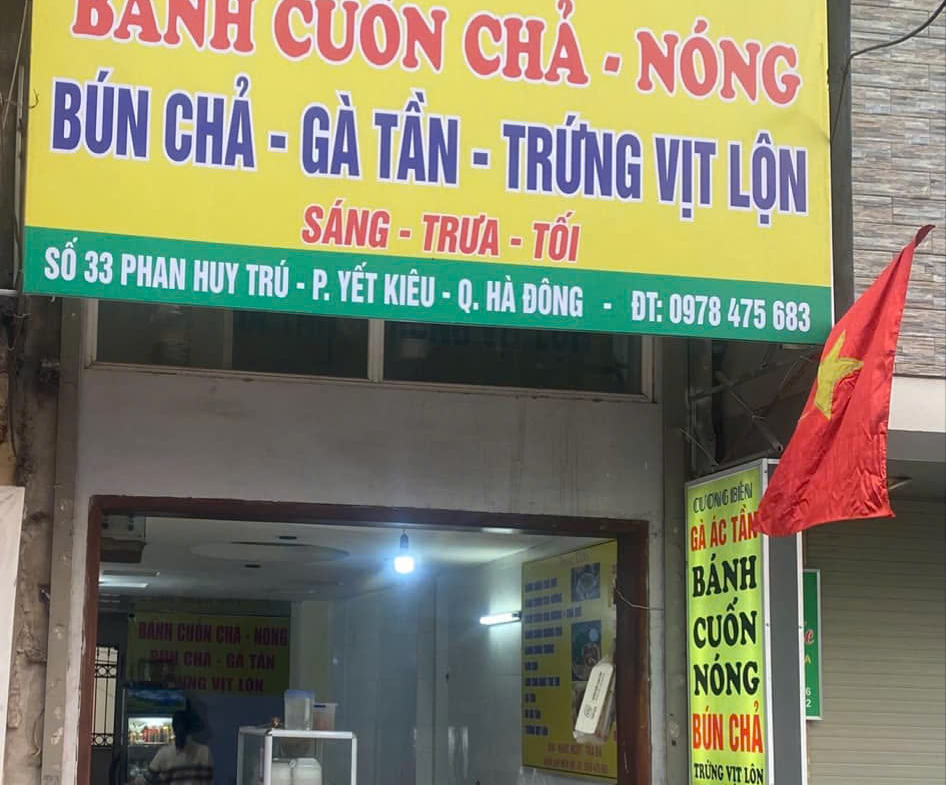 BÁNH CUỐN CHẢ - NÓNG
BÚN CHẢ - GÀ TẦN - TRỨNG VỊT LỘN
SÁNG - TRƯA - TỐI
SỐ 33 PHAN HUY TRÚ - P. YẾT KIÊU - Q. HÀ ĐÔNG - ĐT: 0978 475 683
GÀ ÁC TẦN
BÁNH
CUỐN
NÓNG
BÚN CHẢ
TRỨNG VỊT LỘN
BÁNH CUỐN CHẢ - NÓNG
BÚN CHẢ - GÀ TẦN
TRỨNG VỊT LỘN